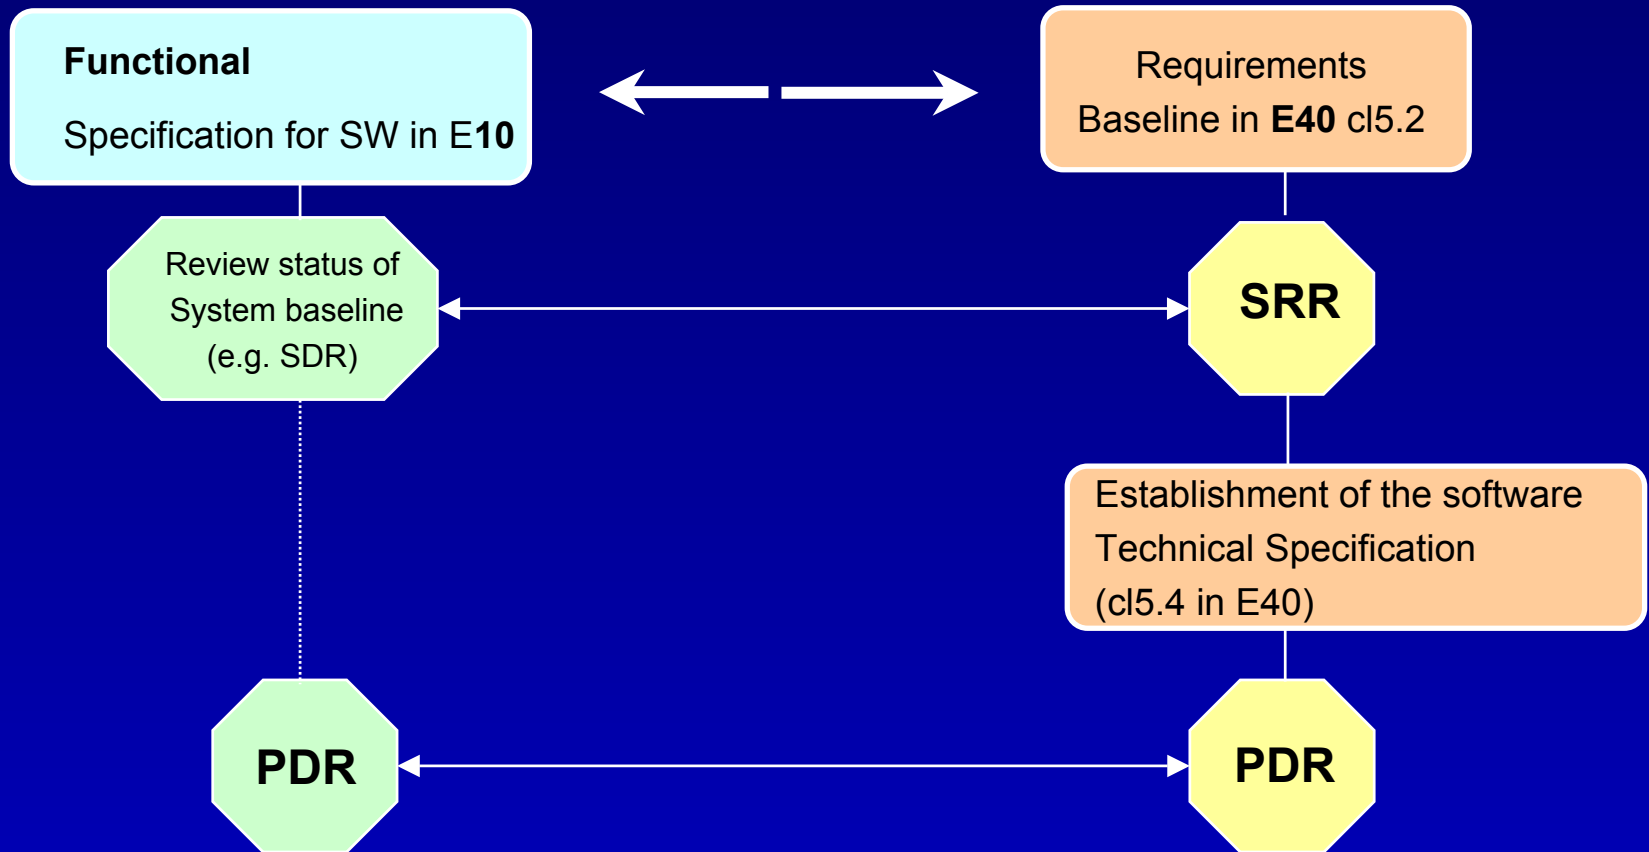 Functional
Specification for SW in E10
Requirements
Baseline in E40 cl5.2
Review status of
System baseline
(e.g. SDR)
SRR
Establishment of the software
Technical Specification
(cl5.4 in E40)
PDR
PDR